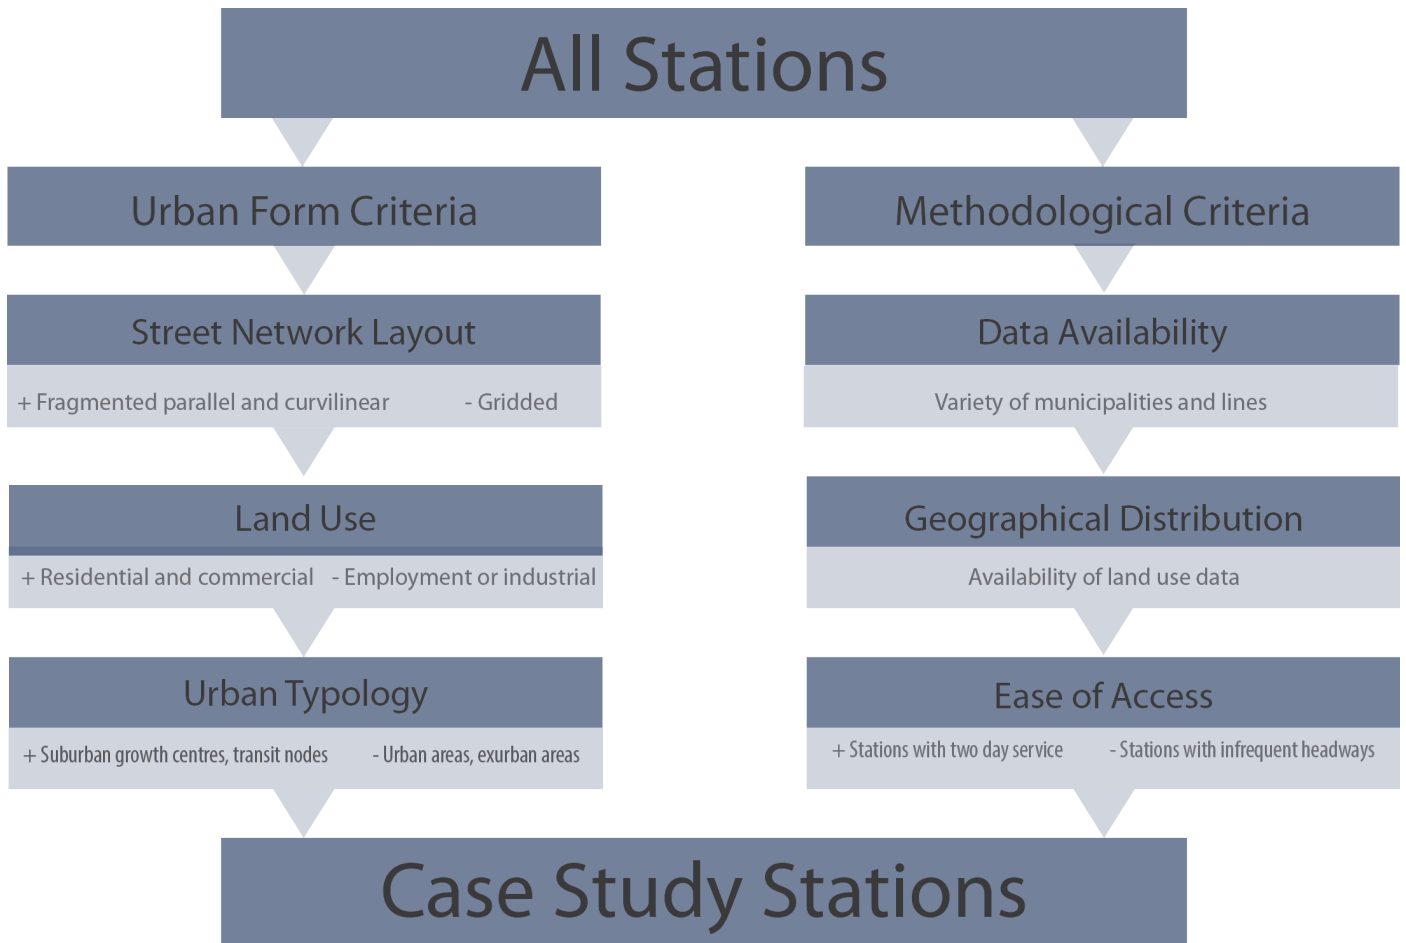 All Stations
Urban Form Criteria
Street Network Layout
+ Fragmented parallel and curvilinear - Gridded
Land Use
+ Residential and commercial - Employment or industrial
Urban Typology
+ Suburban growth centres, transit nodes - Urban areas, exurban areas
Methodological Criteria
Data Availability
Variety of municipalities and lines
Geographical Distribution
Availability of land use data
Ease of Access
+ Stations with two day service - Stations with infrequent headways
Case Study Stations